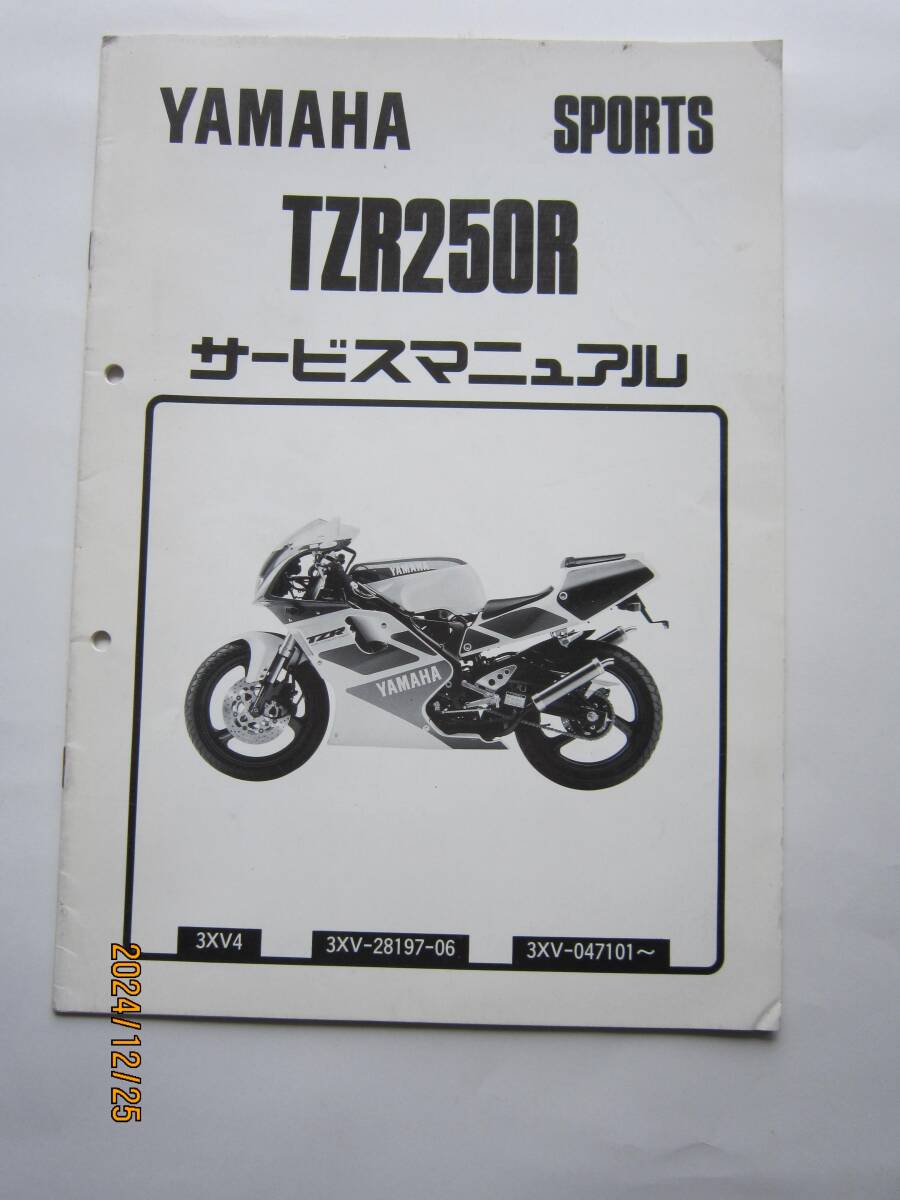 YAMAHA SPORTS
TZR250R
サービスマニュアル
YAMAHA
TZR
YAMAHA
3XV4 3XV-28197-06 3XV-047101～
2024/12/25